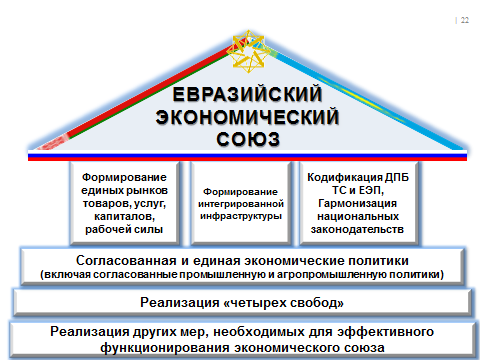 | 22
ЕВРАЗИЙСКИЙ
ЭКОНОМИЧЕСКИЙ
СОЮЗ
Формирование
единых рынков
товаров, услуг,
капиталов,
рабочей силы
Формирование
интегрированной
инфраструктуры
Кодификация ДПБ
ТС и ЕЭП,
Гармонизация
национальных
законодательств
Согласованная и единая экономические политики
(включая согласованные промышленную и агропромышленную политики)
Реализация «четырех свобод»
Реализация других мер, необходимых для эффективного
функционирования экономического союза